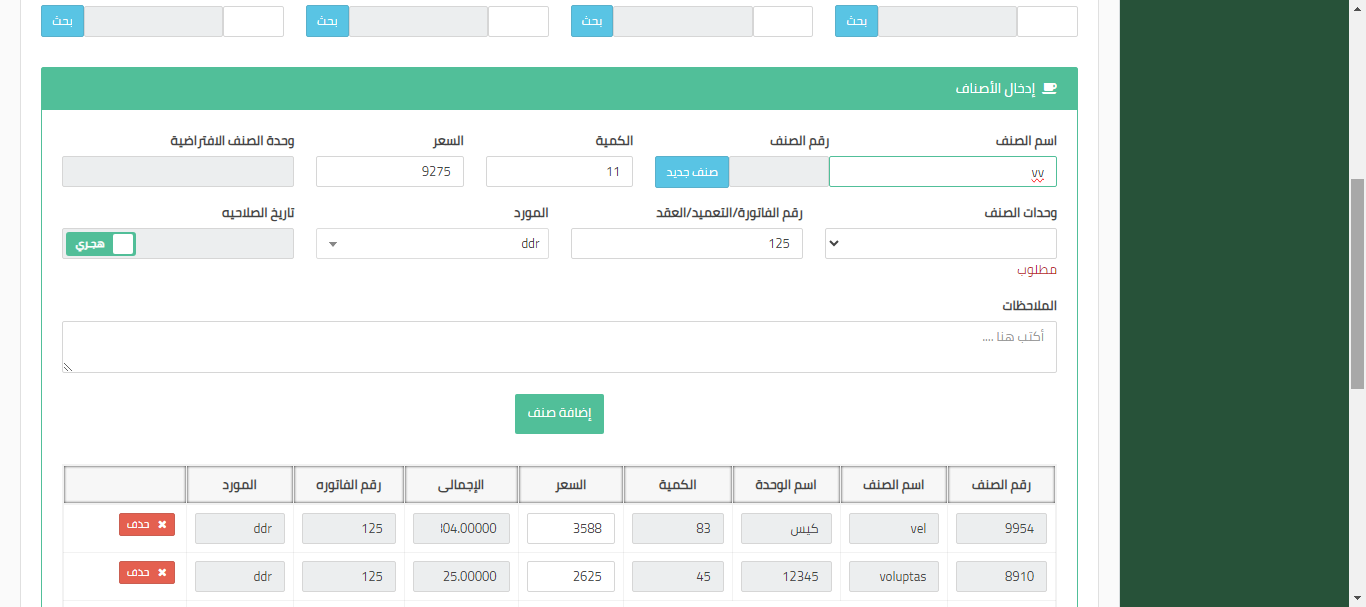 بحث بحث بحث بحث
إدخال الأصناف
اسم الصنف رقم الصنف الكمية السعر وحدة الصنف الافتراضية
vv صنف جديد 11 9275
وحدات الصنف رقم الفاتورة/التعميد/العقد المورد تاريخ الصلاحيه
125 ddr هجري
مطلوب
الملاحظات
أكتب هنا ....
إضافة صنف
رقم الصنف اسم الصنف اسم الوحدة الكمية السعر الإجمالى رقم الفاتوره المورد
9954 vel كيس 83 3588 04.00000 125 ddr حذف
8910 voluptas 12345 45 2625 25.00000 125 ddr حذف